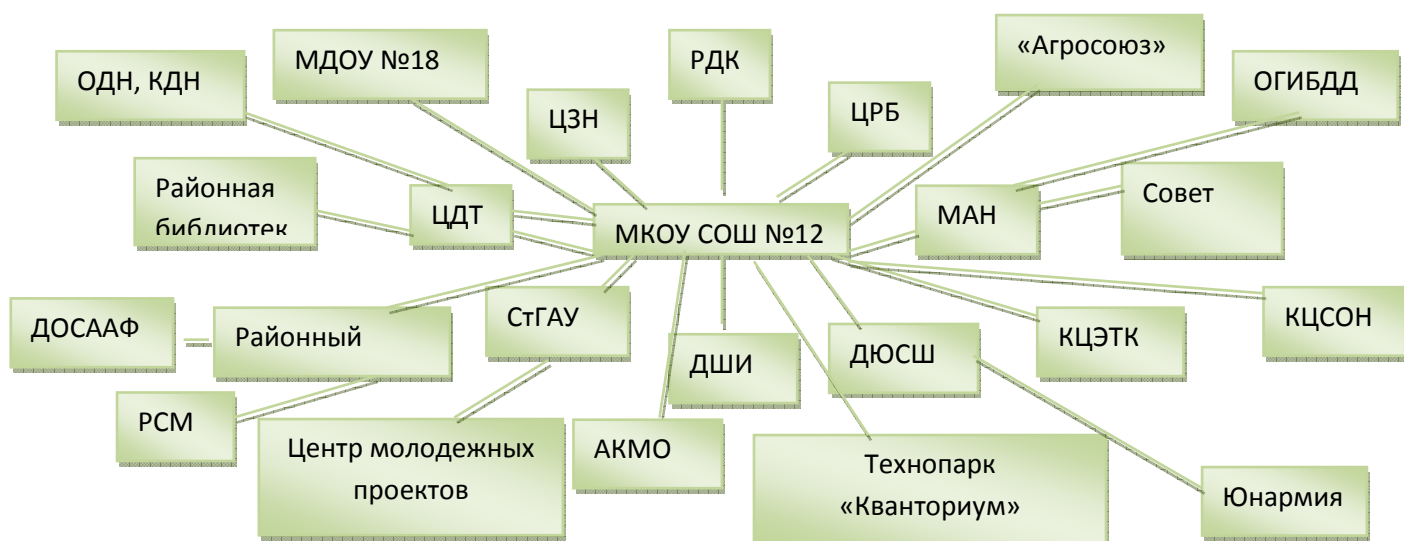 МДОУ №18
РДК
«Агросоюз»
ОДН, КДН
ОГИБДД
ЦЗН
ЦРБ
Районная
библиотек
ЦДТ
МКОУ СОШ №12
МАН
Совет
ДОСААФ
Районный
СтГАУ
КЦСОН
ДШИ
ДЮСШ
КЦЭТК
РСМ
Центр молодежных
проектов
АКМО
Технопарк
«Кванториум»
Юнармия